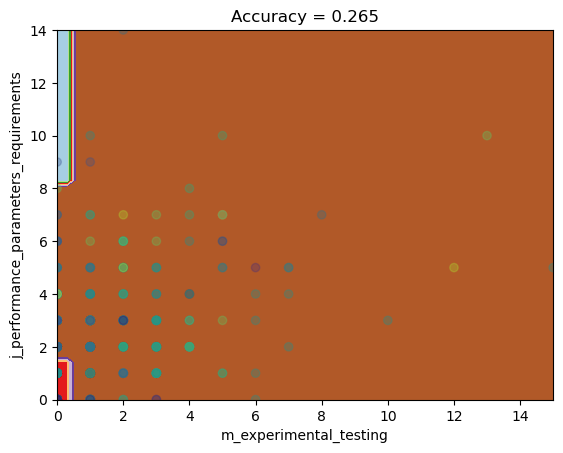 Accuracy = 0.265
14
12
10
8
6
4
2
0
j_performance_parameters_requirements
0 2 4 6 8 10 12 14
m_experimental_testing